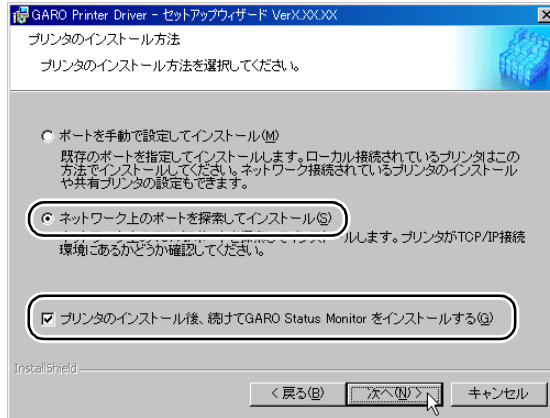 GARO Printer Driver - セットアップウィザード VerX.XX.XX
プリンタのインストール方法
プリンタのインストール方法を選択してください。
ポートを手動で設定してインストール(M)
既存のポートを指定してインストールします。ローカル接続されているプリンタはこの
方法でインストールしてください。ネットワーク接続されているプリンタのインストール
や共有プリンタの設定もできます。
ネットワーク上のポートを探索してインストール(S)
ルします。プリンタがTCP/IP接続
環境にあるかどうか確認してください。
プリンタのインストール後、続けてGARO Status Monitor をインストールする(G)
InstallShield
< 戻る(B)
次へ(N) >
キャンセル